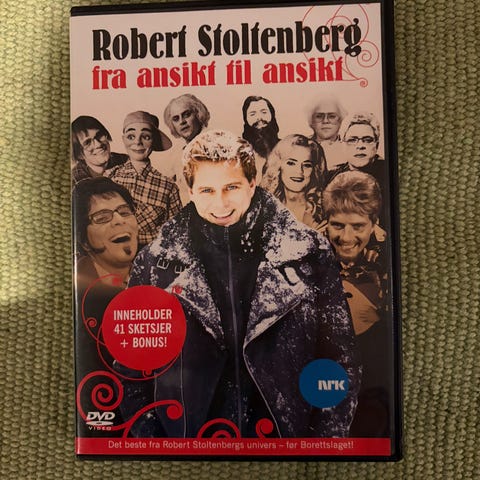 Robert Stoltenberg
fra ansikt til ansikt
INNEHOLDER
41 SKETSJER
+ BONUS!
nrk
DVD
VIDEO
Det beste fra Robert Stoltenbergs univers – før Borettslaget!